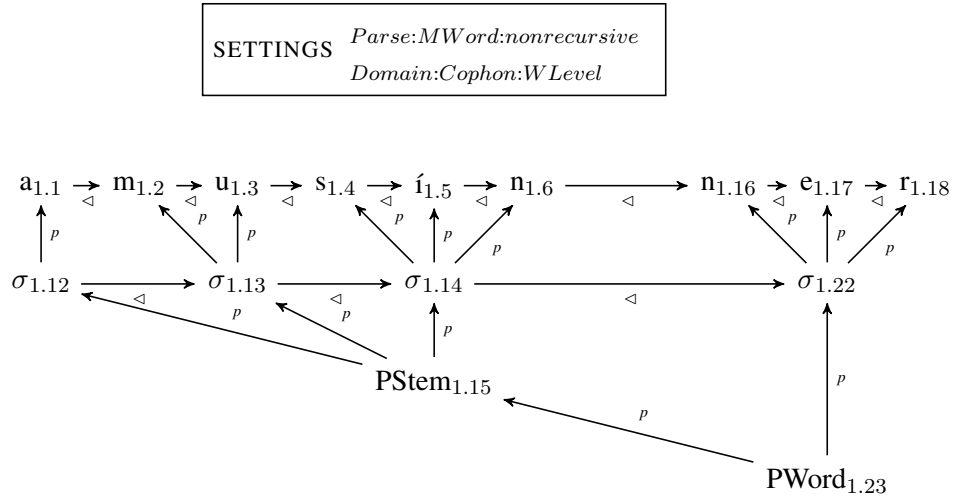 SETTINGS Parse:MWord:nonrecursive
Domain:Cophon:WLevel
a1.1 ◁ m1.2 ◁ u1.3 ◁ s1.4 ◁ í1.5 ◁ n1.6 ◁ n1.16 ◁ e1.17 ◁ r1.18
p p p p p p p p p
σ1.12 ◁ σ1.13 ◁ σ1.14 ◁ σ1.22
p p p p
PStem1.15
p
PWord1.23